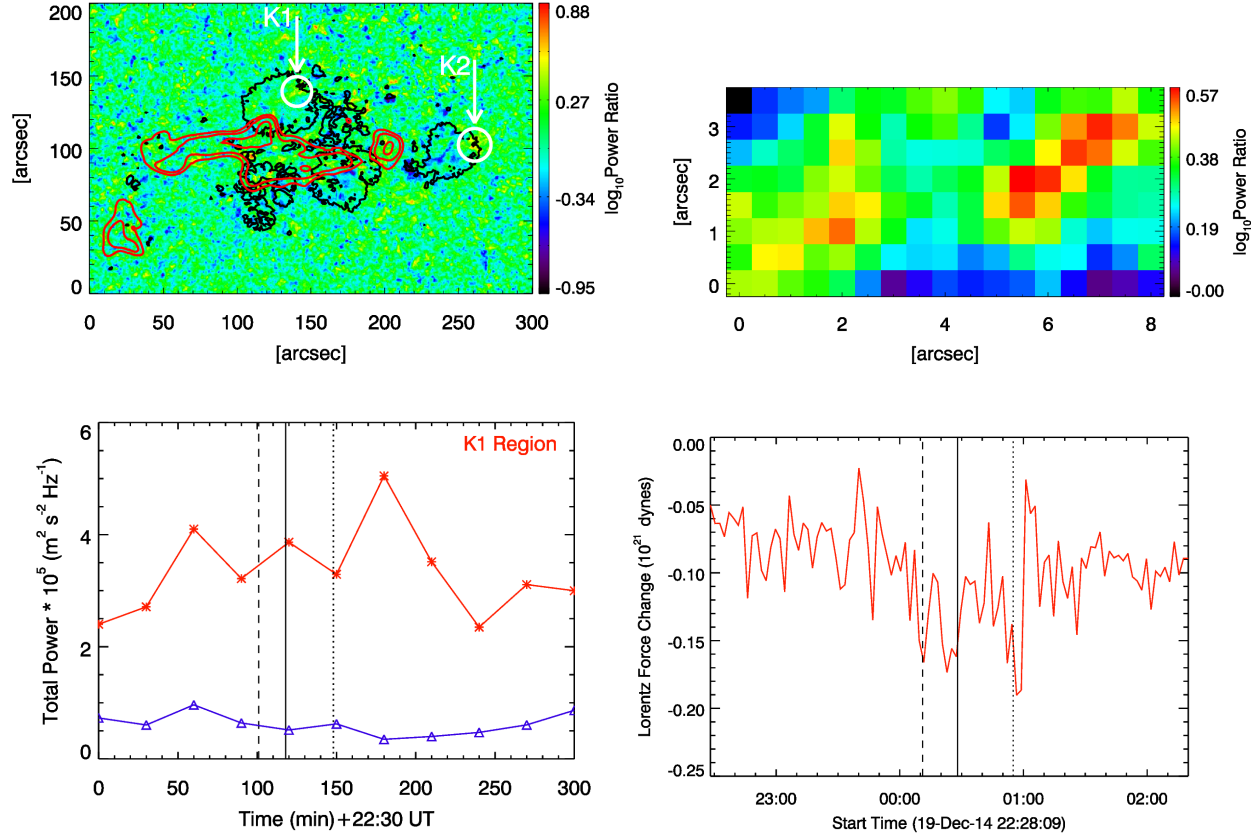 K1
K2
200
150
100
50
0
[arcsec]
0 50 100 150 200 250 300
[arcsec]
0.88
0.27
-0.34
-0.95
log₁₀Power Ratio
3
2
1
0
[arcsec]
0 2 4 6 8
[arcsec]
0.57
0.38
0.19
-0.00
log₁₀Power Ratio
K1 Region
6
4
2
0
Total Power * 10⁵ (m² s⁻² Hz⁻¹)
0 50 100 150 200 250 300
Time (min)+22:30 UT
0.00
-0.05
-0.10
-0.15
-0.20
-0.25
Lorentz Force Change (10²¹ dynes)
23:00 00:00 01:00 02:00
Start Time (19-Dec-14 22:28:09)